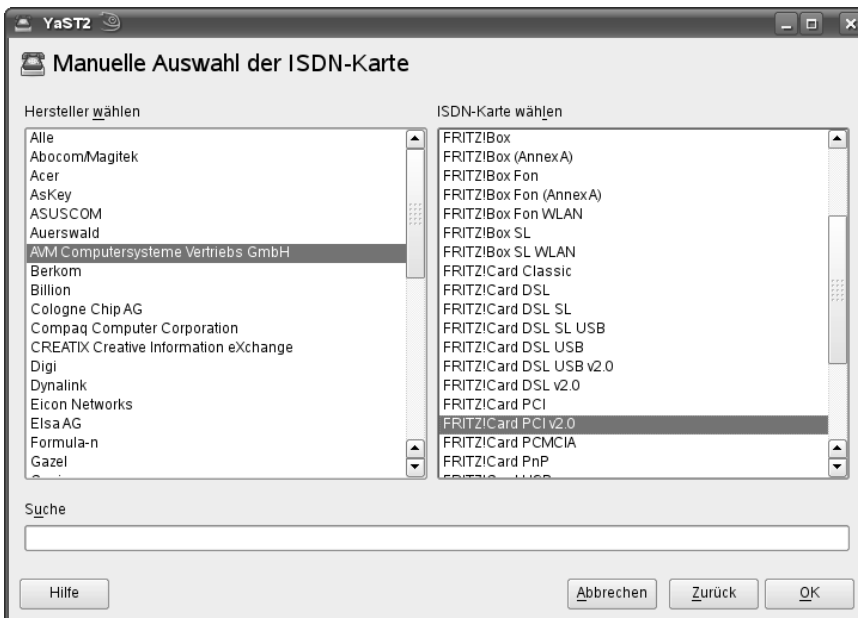 YaST2
Manuelle Auswahl der ISDN-Karte
Hersteller wählen
Alle
Abocom/Magitek
Acer
AsKey
ASUSCOM
Auerswald
AVM Computersysteme Vertriebs GmbH
Berkom
Billion
Cologne Chip AG
Compaq Computer Corporation
CREATIX Creative Information eXchange
Digi
Dynalink
Eicon Networks
Elsa AG
Formula-n
Gazel
ISDN-Karte wählen
FRITZ!Box
FRITZ!Box (AnnexA)
FRITZ!Box Fon
FRITZ!Box Fon (AnnexA)
FRITZ!Box Fon WLAN
FRITZ!Box SL
FRITZ!Box SL WLAN
FRITZ!Card Classic
FRITZ!Card DSL
FRITZ!Card DSL SL
FRITZ!Card DSL SL USB
FRITZ!Card DSL USB
FRITZ!Card DSL USB v2.0
FRITZ!Card DSL v2.0
FRITZ!Card PCI
FRITZ!Card PCI v2.0
FRITZ!Card PCMCIA
FRITZ!Card PnP
Suche
Hilfe
Abbrechen
Zurück
OK